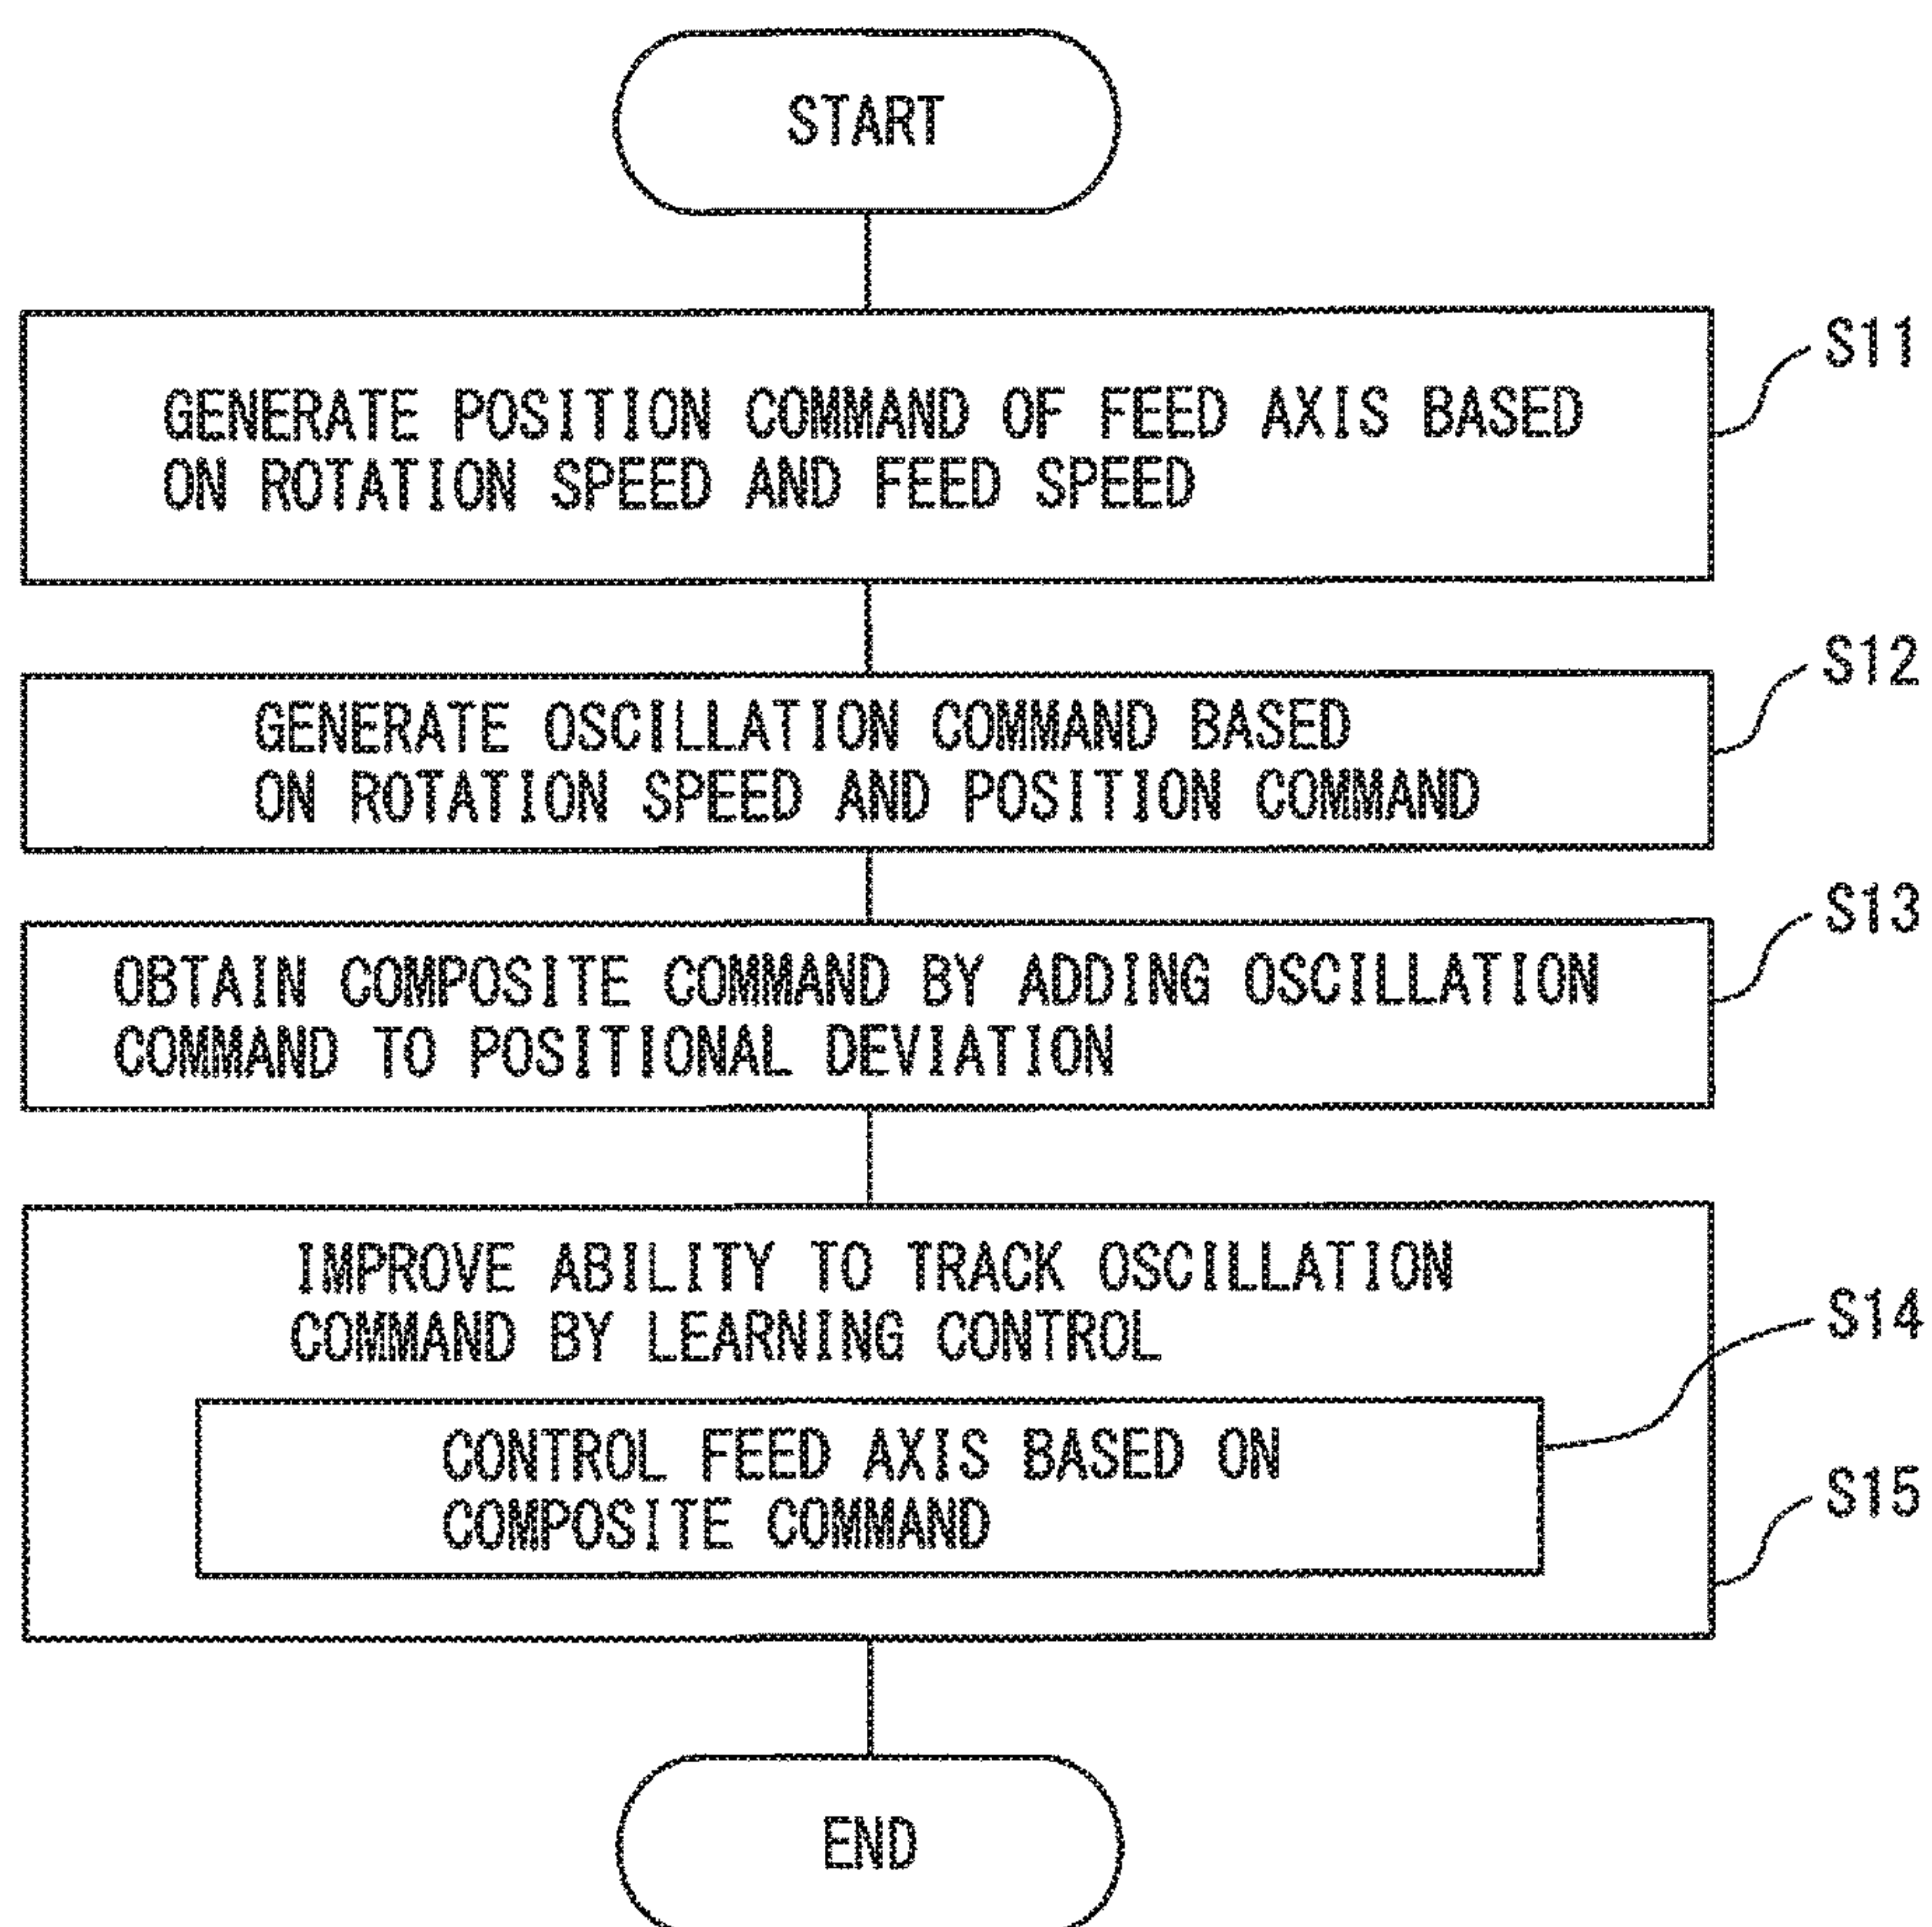 START
S11
GENERATE POSITION COMMAND OF FEED AXIS BASED
ON ROTATION SPEED AND FEED SPEED
S12
GENERATE OSCILLATION COMMAND BASED
ON ROTATION SPEED AND POSITION COMMAND
S13
OBTAIN COMPOSITE COMMAND BY ADDING OSCILLATION
COMMAND TO POSITIONAL DEVIATION
IMPROVE ABILITY TO TRACK OSCILLATION
COMMAND BY LEARNING CONTROL
S14
CONTROL FEED AXIS BASED ON
COMPOSITE COMMAND
S15
END